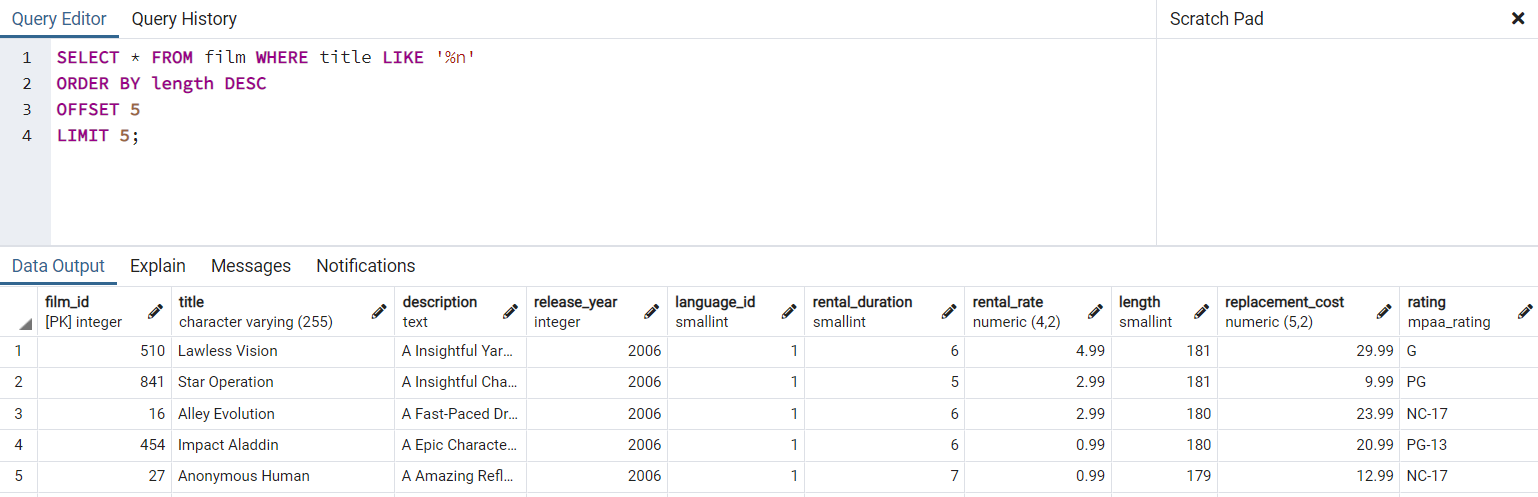 Query Editor Query History Scratch Pad ×
1 SELECT * FROM film WHERE title LIKE '%n'
2 ORDER BY length DESC
3 OFFSET 5
4 LIMIT 5;
Data Output Explain Messages Notifications
film_id title description release_year language_id rental_duration rental_rate length replacement_cost rating
[PK] integer character varying (255) text integer smallint smallint numeric (4,2) smallint numeric (5,2) mpaa_rating
1 510 Lawless Vision A Insightful Yar... 2006 1 6 4.99 181 29.99 G
2 841 Star Operation A Insightful Cha... 2006 1 5 2.99 181 9.99 PG
3 16 Alley Evolution A Fast-Paced Dr... 2006 1 6 2.99 180 23.99 NC-17
4 454 Impact Aladdin A Epic Characte... 2006 1 6 0.99 180 20.99 PG-13
5 27 Anonymous Human A Amazing Refl... 2006 1 7 0.99 179 12.99 NC-17